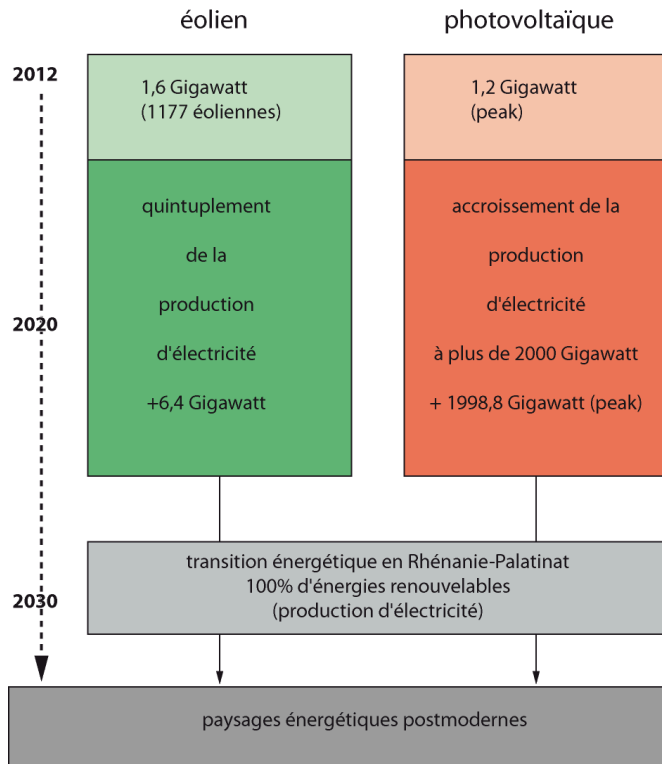 éolien
photovoltaïque
2012
1,6 Gigawatt
(1177 éoliennes)
1,2 Gigawatt
(peak)
quintuplement
de la
production
d'électricité
+6,4 Gigawatt
accroissement de la
production
d'électricité
à plus de 2000 Gigawatt
+ 1998,8 Gigawatt (peak)
2020
transition énergétique en Rhénanie-Palatinat
100% d'énergies renouvelables
(production d'électricité)
2030
paysages énergétiques postmodernes